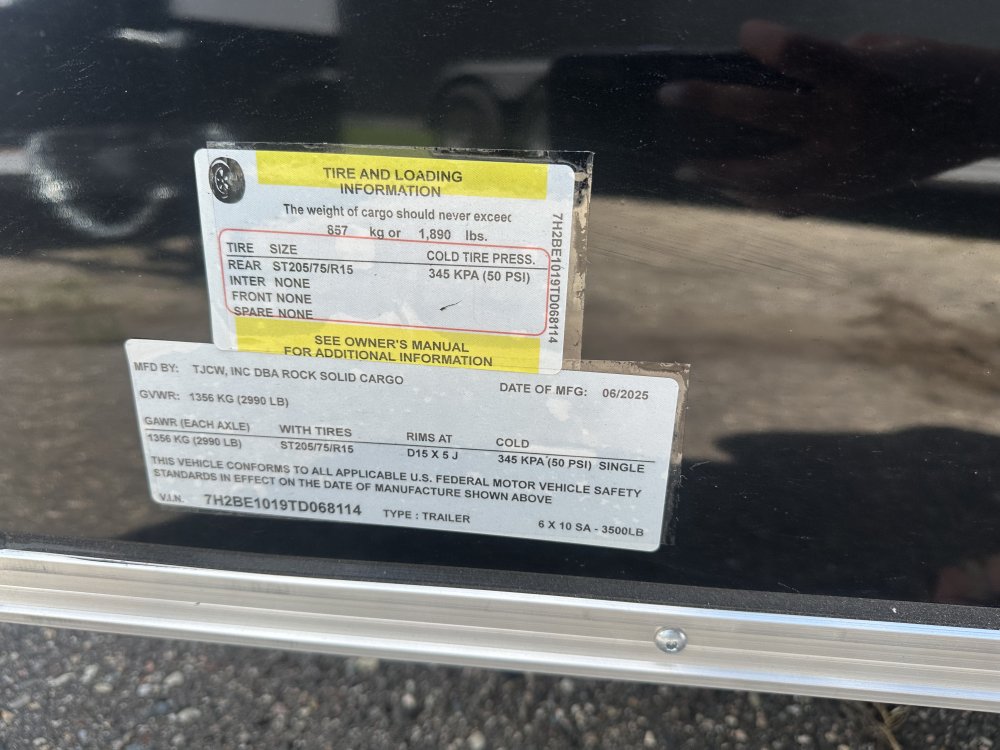 TIRE AND LOADING
INFORMATION
The weight of cargo should never exceed
857 kg or 1,890 lbs.
TIRE SIZE COLD TIRE PRESS.
REAR ST205/75/R15 345 KPA (50 PSI)
INTER NONE
FRONT NONE
SPARE NONE
SEE OWNER'S MANUAL
FOR ADDITIONAL INFORMATION
7H2BE1019TD068114
MFD BY: TJCW, INC DBA ROCK SOLID CARGO DATE OF MFG: 06/2025
GVWR: 1356 KG (2990 LB)
GAWR (EACH AXLE) WITH TIRES RIMS AT COLD
1356 KG (2990 LB) ST205/75/R15 D15 X 5 J 345 KPA (50 PSI) SINGLE
THIS VEHICLE CONFORMS TO ALL APPLICABLE U.S. FEDERAL MOTOR VEHICLE SAFETY
STANDARDS IN EFFECT ON THE DATE OF MANUFACTURE SHOWN ABOVE
V.I.N. 7H2BE1019TD068114 TYPE : TRAILER 6 X 10 SA - 3500LB